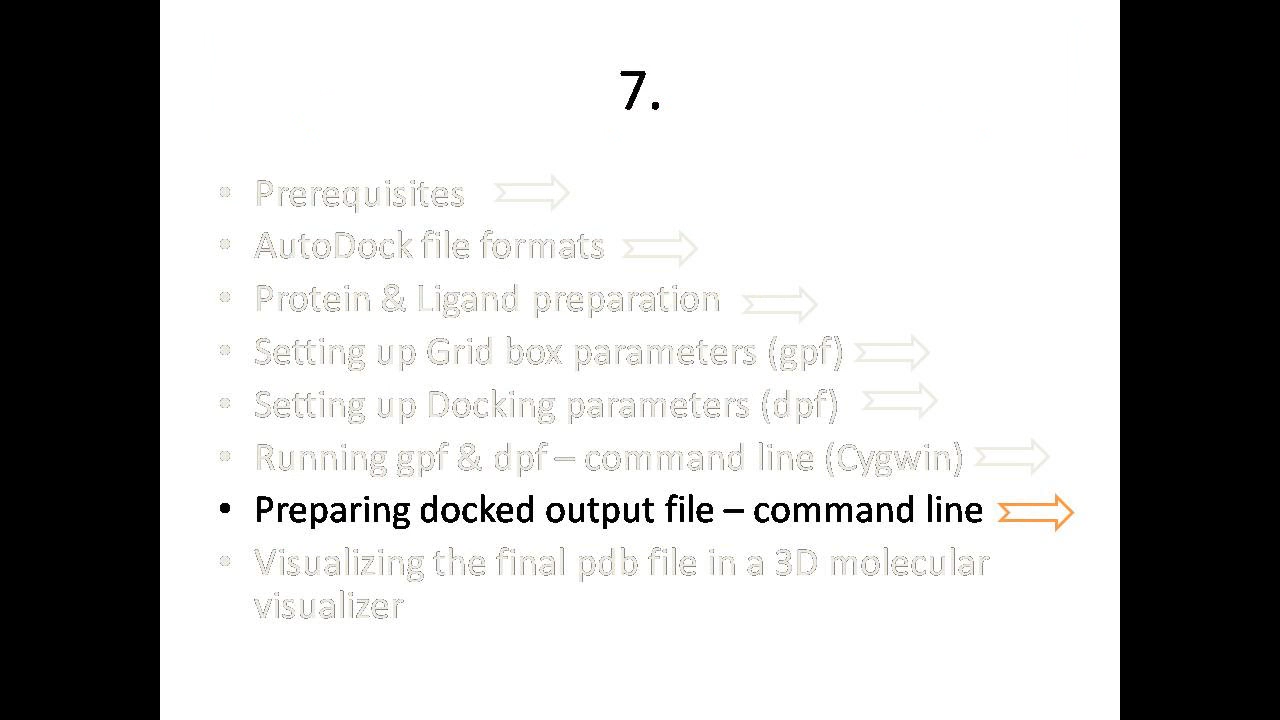 7.
• Prerequisites
• AutoDock file formats
• Protein & Ligand preparation
• Setting up Grid box parameters (gpf)
• Setting up Docking parameters (dpf)
• Running gpf & dpf – command line (Cygwin)
• Preparing docked output file – command line
• Visualizing the final pdb file in a 3D molecular
visualizer